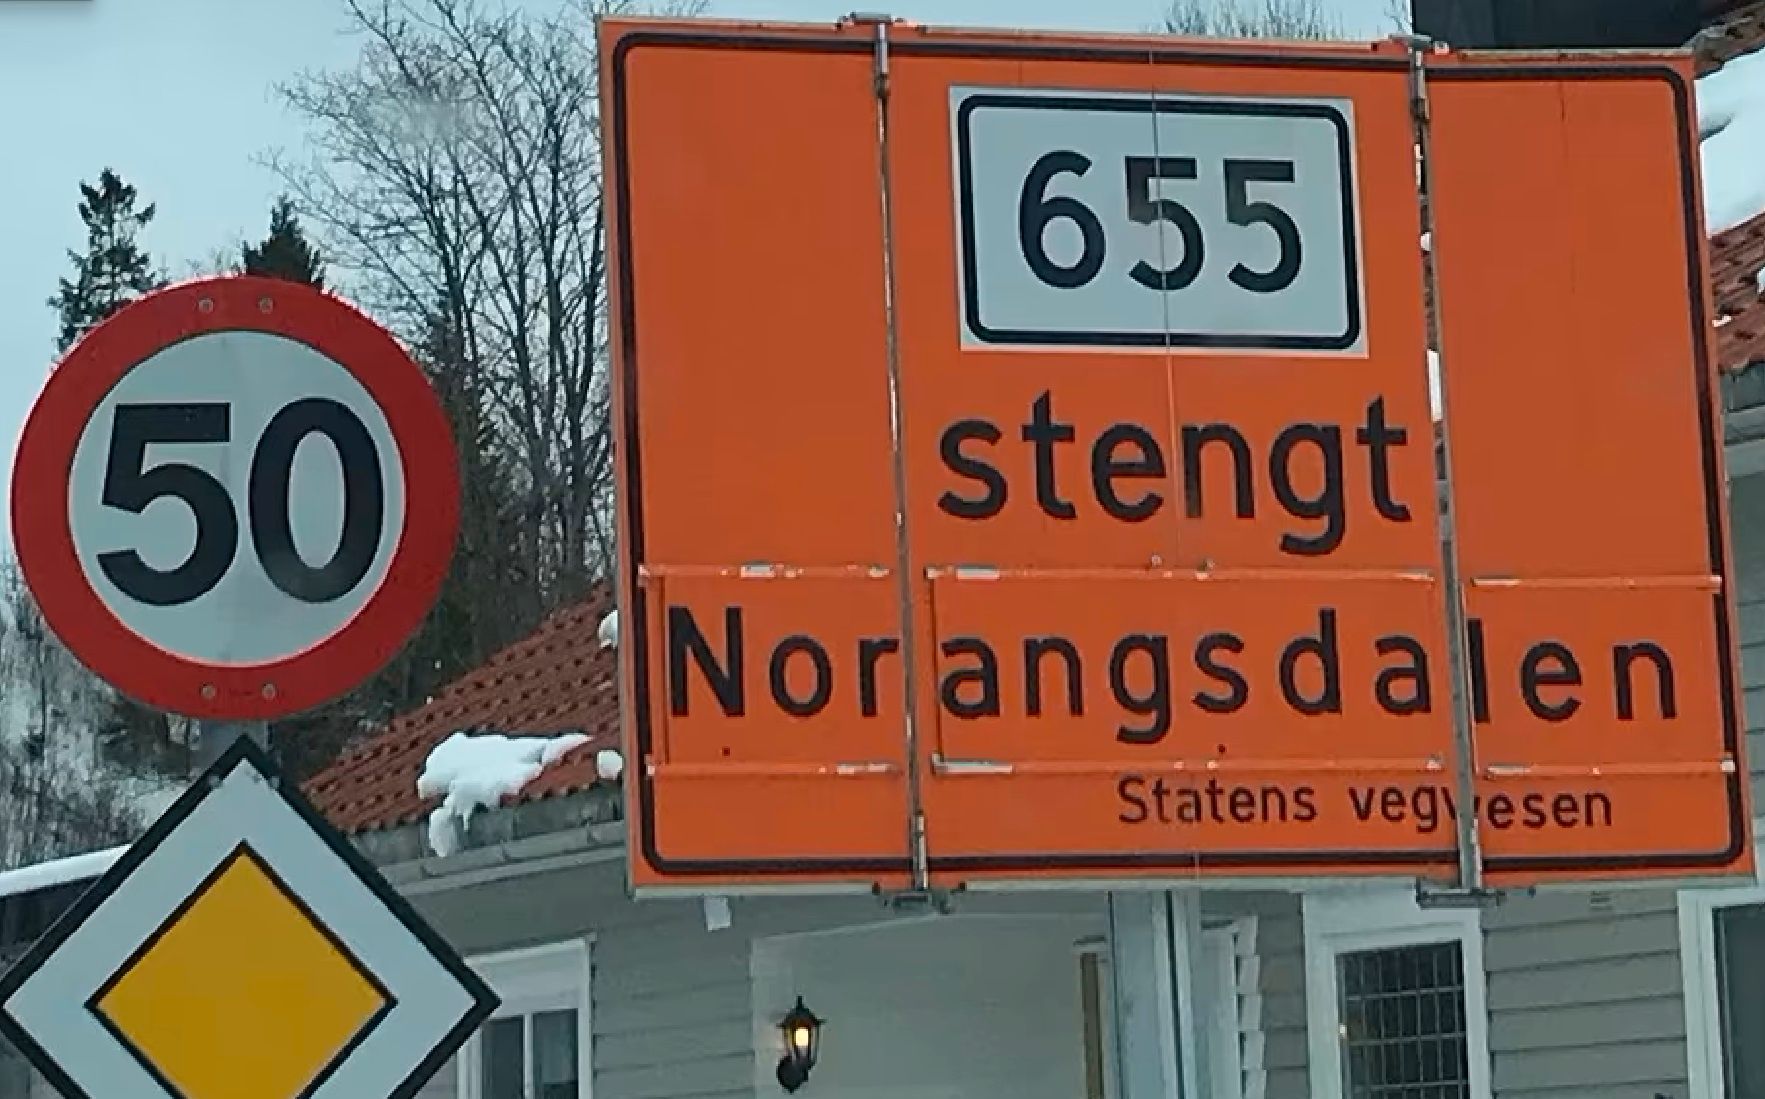 50
655
stengt
Norangsdalen
Statens vegvesen